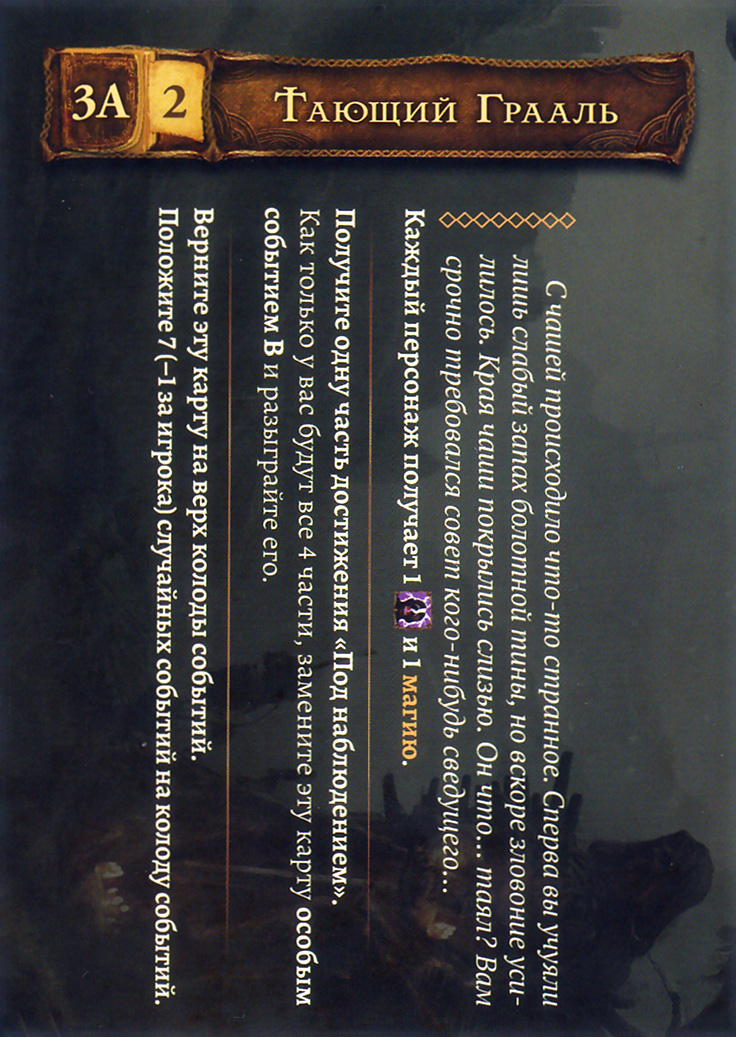 ЗА 2 Тающий Грааль
С чашей происходило что-то странное. Сперва вы учуяли
лишь слабый запах болотной тины, но вскоре зловоние уси-
лилось. Края чаши покрылись слизью. Он что... таял? Вам
срочно требовался совет кого-нибудь сведущего...
Каждый персонаж получает 1 и 1 магию.
Получите одну часть достижения «Под наблюдением».
Как только у вас будут все 4 части, замените эту карту особым
событием В и разыграйте его.
Верните эту карту на верх колоды событий.
Положите 7 (–1 за игрока) случайных событий на колоду событий.